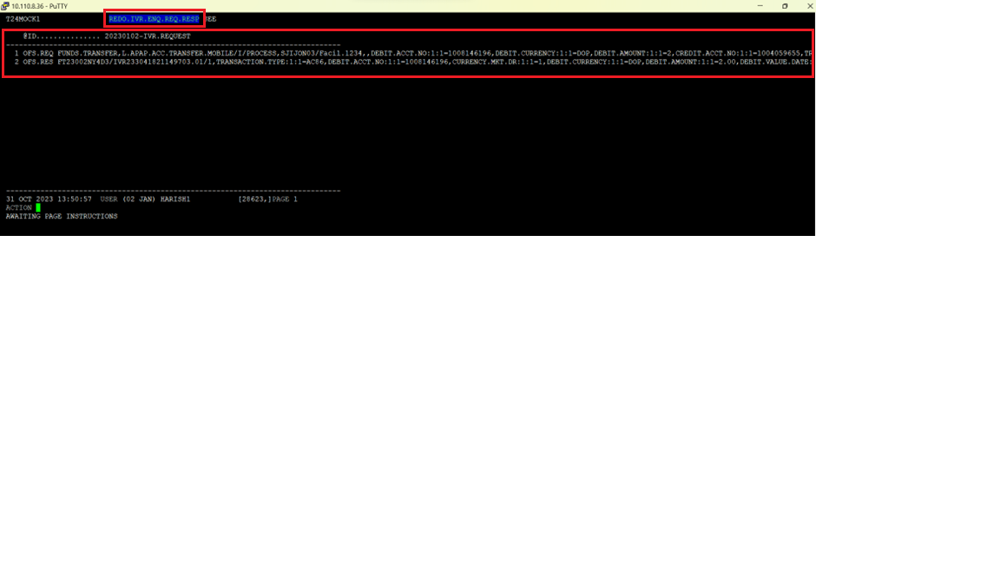 10.110.8.36 - PuTTY
T24MOCK1 REDO.IVR.ENQ.REQ.RESP SEE
@ID............... 20230102-IVR.REQUEST
------------------------------------------------------------------------------
1 OFS.REQ FUNDS.TRANSFER,L.APAP.ACC.TRANSFER.MOBILE/I/PROCESS,SJIJON03/Facil.1234,,DEBIT.ACCT.NO:1:1=1008146196,DEBIT.CURRENCY:1:1=DOP,DEBIT.AMOUNT:1:1=2,CREDIT.ACCT.NO:1:1=1004059655,TR
2 OFS.RES FT23002NY4D3/IVR233041821149703.01/1,TRANSACTION.TYPE:1:1=AC86,DEBIT.ACCT.NO:1:1=1008146196,CURRENCY.MKT.DR:1:1=1,DEBIT.CURRENCY:1:1=DOP,DEBIT.AMOUNT:1:1=2.00,DEBIT.VALUE.DATE:
------------------------------------------------------------------------------
31 OCT 2023 13:50:57 USER (02 JAN) HARISH1 [28623,]PAGE 1
ACTION
AWAITING PAGE INSTRUCTIONS